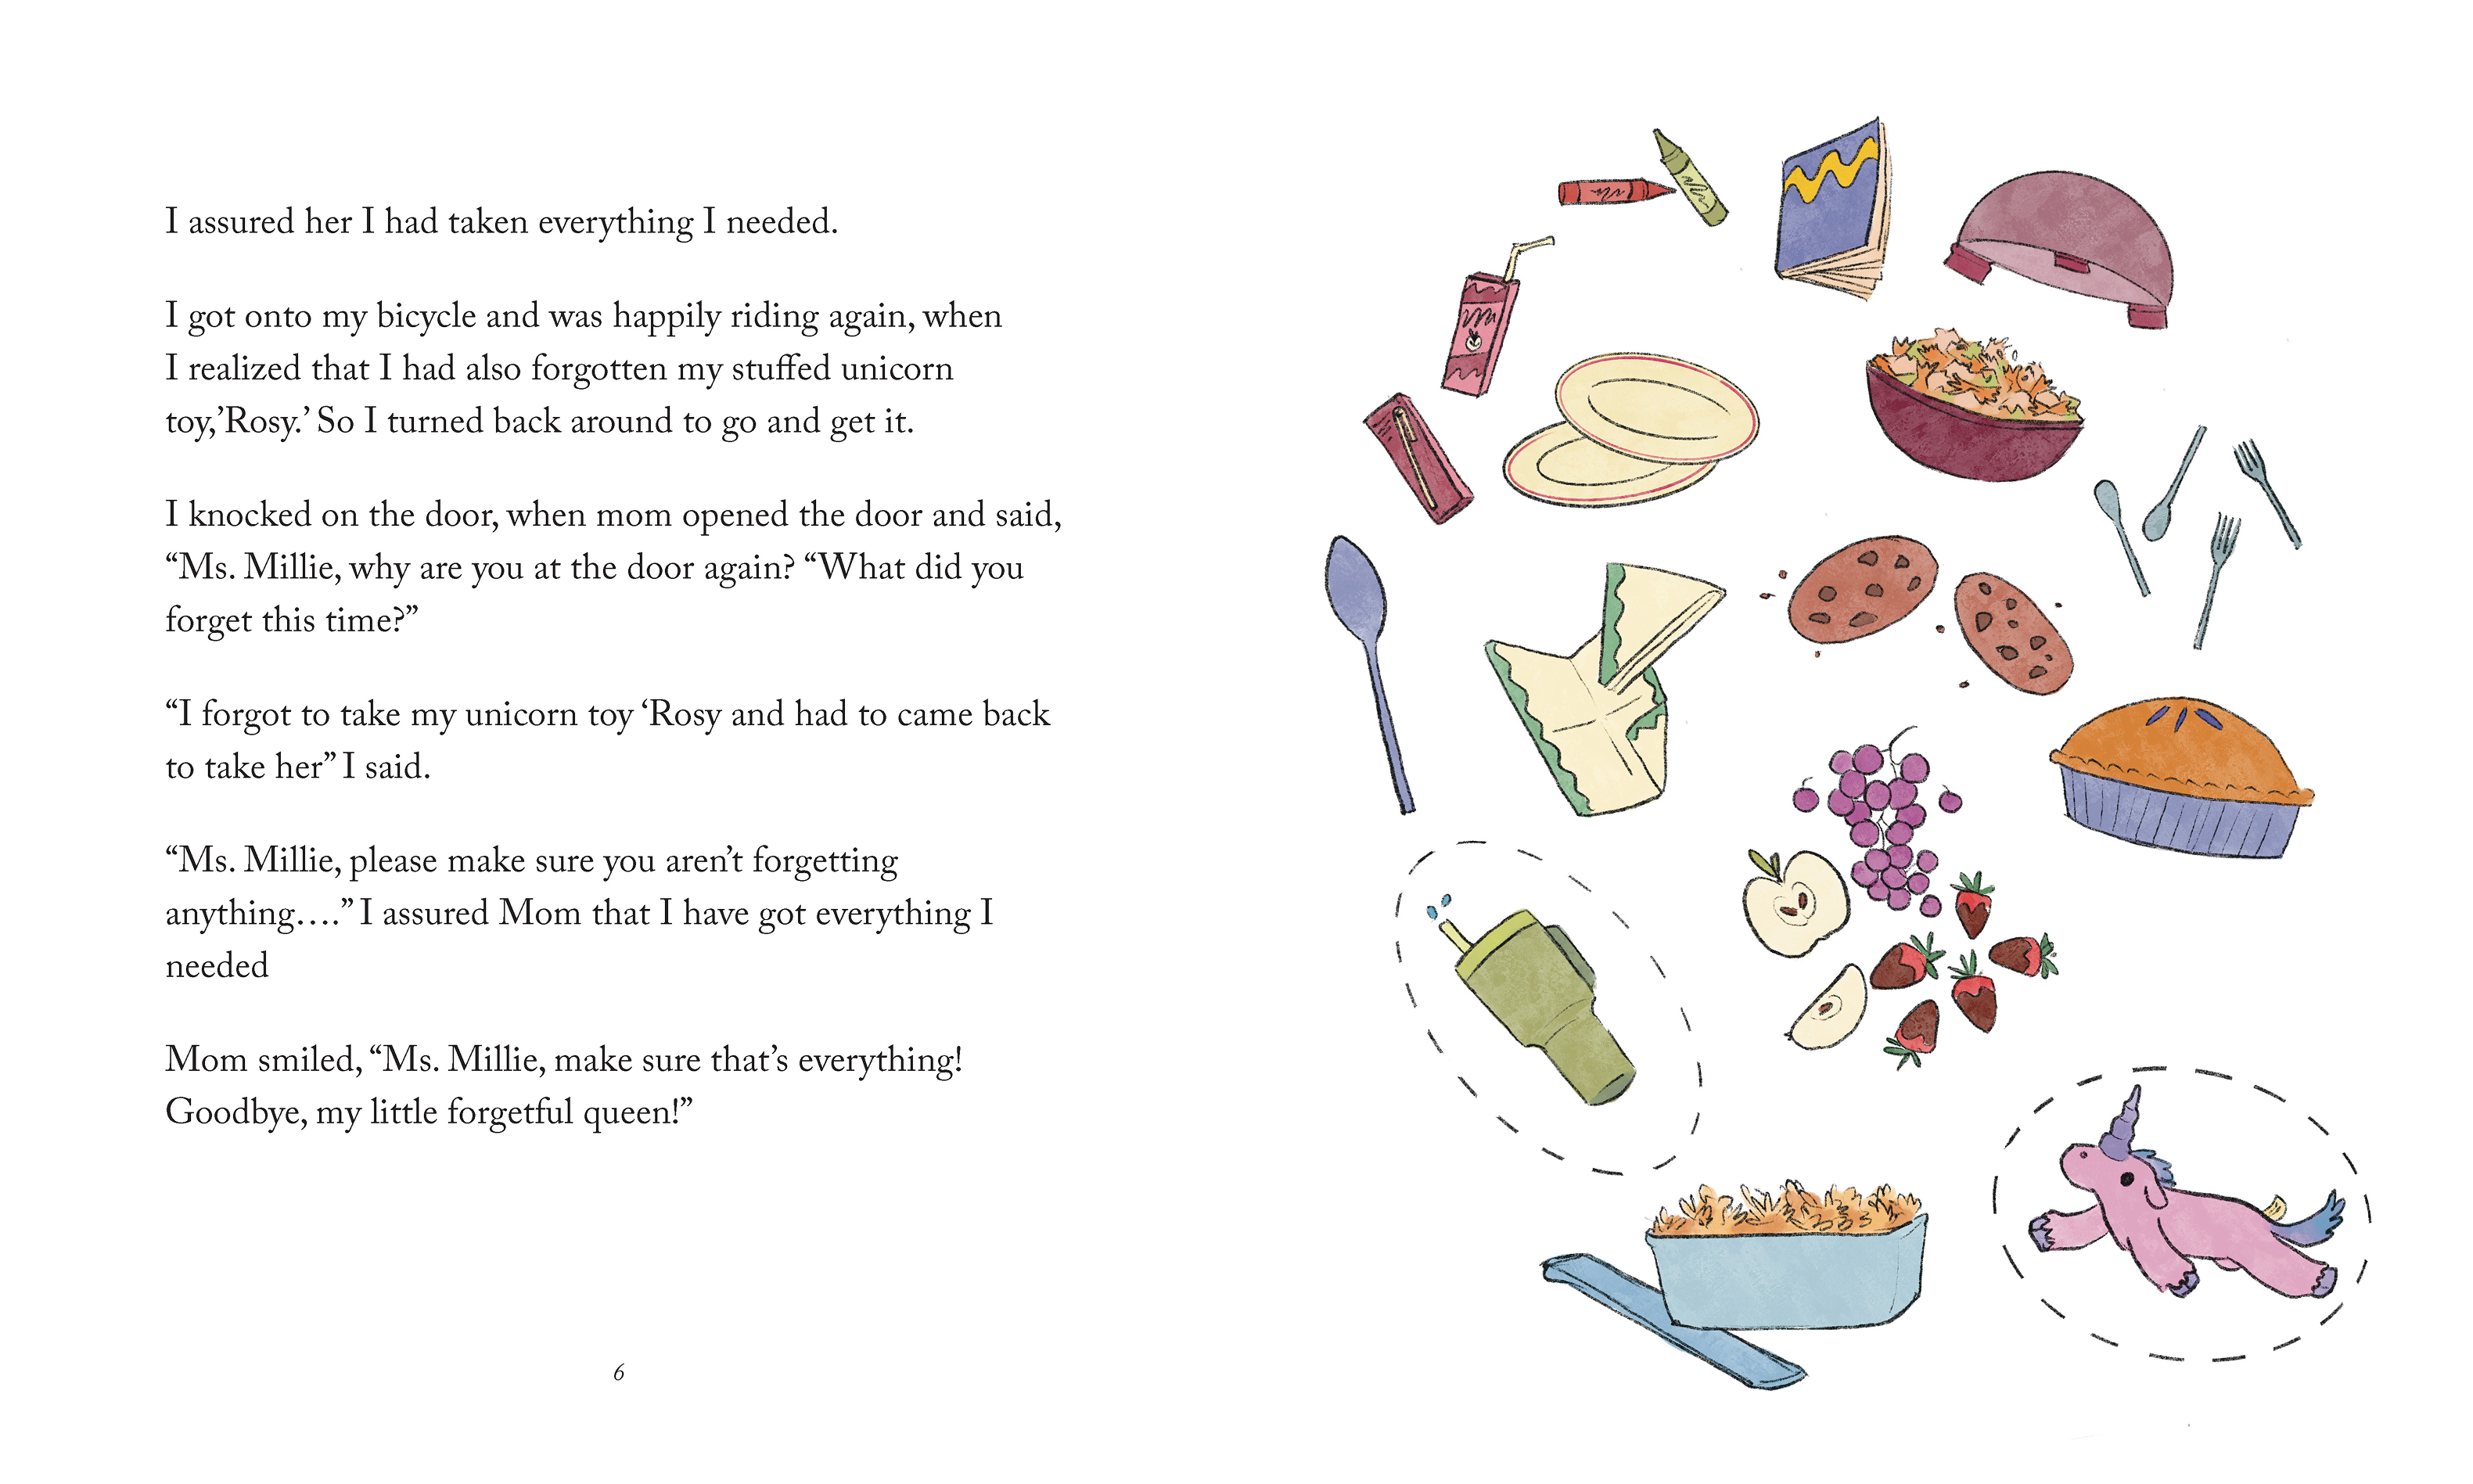 I assured her I had taken everything I needed.
I got onto my bicycle and was happily riding again, when
I realized that I had also forgotten my stuffed unicorn
toy,’Rosy.’ So I turned back around to go and get it.
I knocked on the door, when mom opened the door and said,
“Ms. Millie, why are you at the door again? “What did you
forget this time?”
“I forgot to take my unicorn toy ‘Rosy and had to came back
to take her” I said.
“Ms. Millie, please make sure you aren’t forgetting
anything….” I assured Mom that I have got everything I
needed
Mom smiled, “Ms. Millie, make sure that’s everything!
Goodbye, my little forgetful queen!”
6